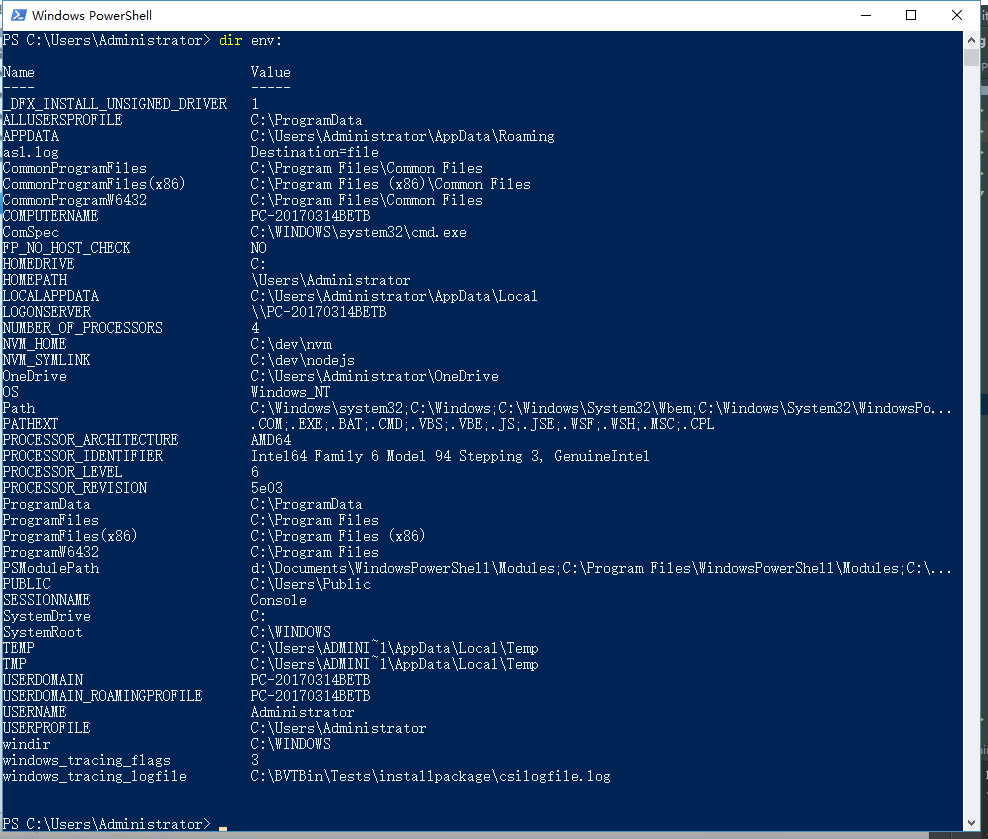 Windows PowerShell
PS C:\Users\Administrator> dir env:
Name Value
---- -----
_DFX_INSTALL_UNSIGNED_DRIVER 1
ALLUSERSPROFILE C:\ProgramData
APPDATA C:\Users\Administrator\AppData\Roaming
asl.log Destination=file
CommonProgramFiles C:\Program Files\Common Files
CommonProgramFiles(x86) C:\Program Files (x86)\Common Files
CommonProgramW6432 C:\Program Files\Common Files
COMPUTERNAME PC-20170314BETB
ComSpec C:\WINDOWS\system32\cmd.exe
FP_NO_HOST_CHECK NO
HOMEDRIVE C:
HOMEPATH \Users\Administrator
LOCALAPPDATA C:\Users\Administrator\AppData\Local
LOGONSERVER \\PC-20170314BETB
NUMBER_OF_PROCESSORS 4
NVM_HOME C:\dev\nvm
NVM_SYMLINK C:\dev\nodejs
OneDrive C:\Users\Administrator\OneDrive
OS Windows_NT
Path C:\Windows\system32;C:\Windows;C:\Windows\System32\Wbem;C:\Windows\System32\WindowsPo...
PATHEXT .COM;.EXE;.BAT;.CMD;.VBS;.VBE;.JS;.JSE;.WSF;.WSH;.MSC;.CPL
PROCESSOR_ARCHITECTURE AMD64
PROCESSOR_IDENTIFIER Intel64 Family 6 Model 94 Stepping 3, GenuineIntel
PROCESSOR_LEVEL 6
PROCESSOR_REVISION 5e03
ProgramData C:\ProgramData
ProgramFiles C:\Program Files
ProgramFiles(x86) C:\Program Files (x86)
ProgramW6432 C:\Program Files
PSModulePath d:\Documents\WindowsPowerShell\Modules;C:\Program Files\WindowsPowerShell\Modules;C:\...
PUBLIC C:\Users\Public
SESSIONNAME Console
SystemDrive C:
SystemRoot C:\WINDOWS
TEMP C:\Users\ADMINI~1\AppData\Local\Temp
TMP C:\Users\ADMINI~1\AppData\Local\Temp
USERDOMAIN PC-20170314BETB
USERDOMAIN_ROAMINGPROFILE PC-20170314BETB
USERNAME Administrator
USERPROFILE C:\Users\Administrator
windir C:\WINDOWS
windows_tracing_flags 3
windows_tracing_logfile C:\BVTBin\Tests\installpackage\csilogfile.log
PS C:\Users\Administrator>